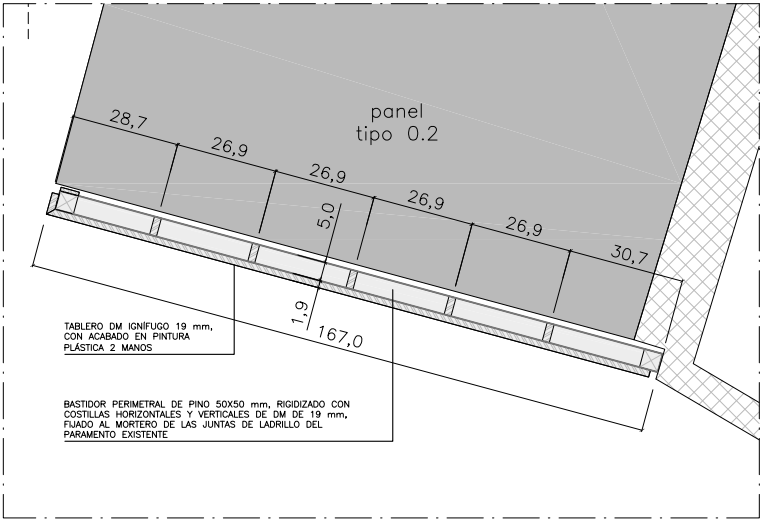 panel
tipo 0.2
28,7
26,9
26,9
26,9
26,9
30,7
5,0
1,9
167,0
TABLERO DM IGNÍFUGO 19 mm,
CON ACABADO EN PINTURA
PLÁSTICA 2 MANOS
BASTIDOR PERIMETRAL DE PINO 50X50 mm, RIGIDIZADO CON
COSTILLAS HORIZONTALES Y VERTICALES DE DM DE 19 mm,
FIJADO AL MORTERO DE LAS JUNTAS DE LADRILLO DEL
PARAMENTO EXISTENTE